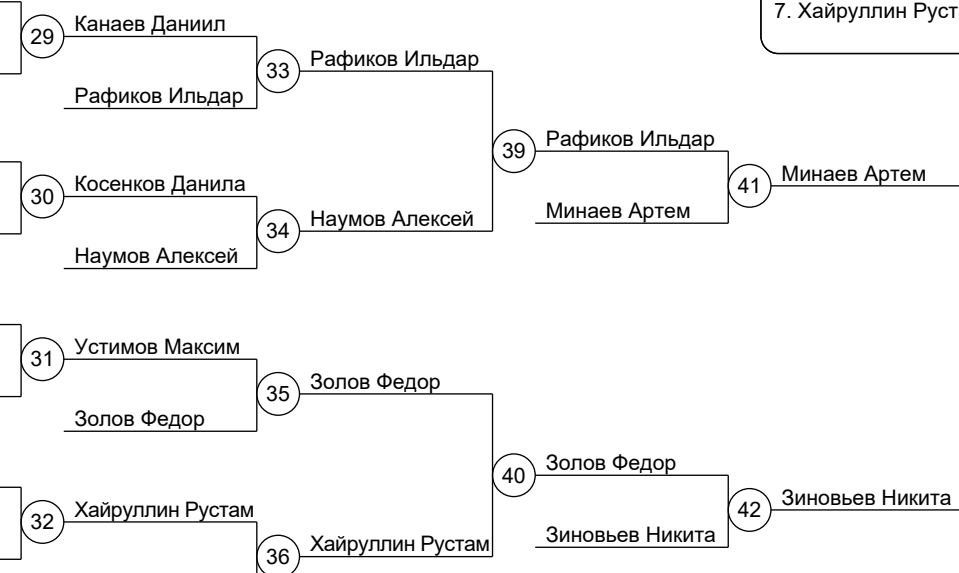 7. Хайруллин Руст
29 Канаев Даниил
33 Рафиков Ильдар
Рафиков Ильдар
39 Рафиков Ильдар
41 Минаев Артем
30 Косенков Данила
Минаев Артем
34 Наумов Алексей
Наумов Алексей
31 Устимов Максим
35 Золов Федор
Золов Федор
40 Золов Федор
42 Зиновьев Никита
32 Хайруллин Рустам
Зиновьев Никита
36 Хайруллин Рустам